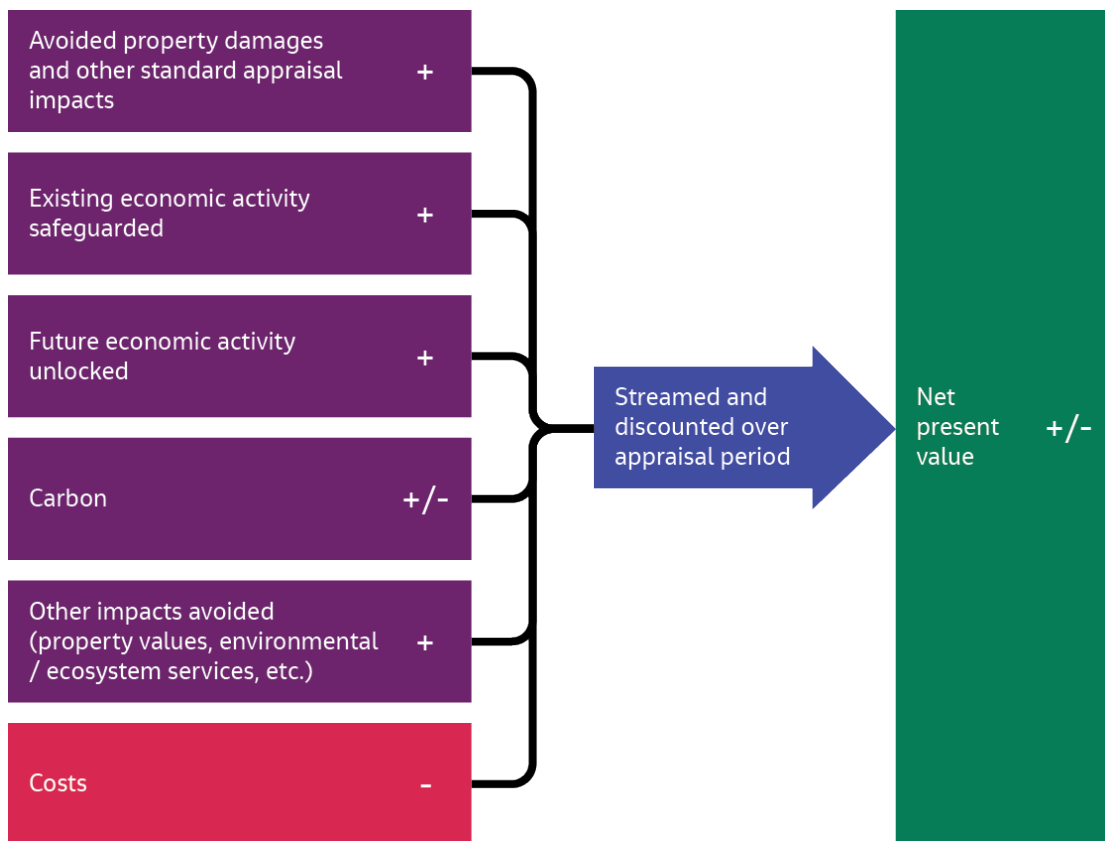 Avoided property damages
and other standard appraisal
impacts
+
Existing economic activity
safeguarded
+
Future economic activity
unlocked
+
Carbon
+/-
Other impacts avoided
(property values, environmental
/ ecosystem services, etc.)
+
Costs
-
Streamed and
discounted over
appraisal period
Net
present
value
+/-